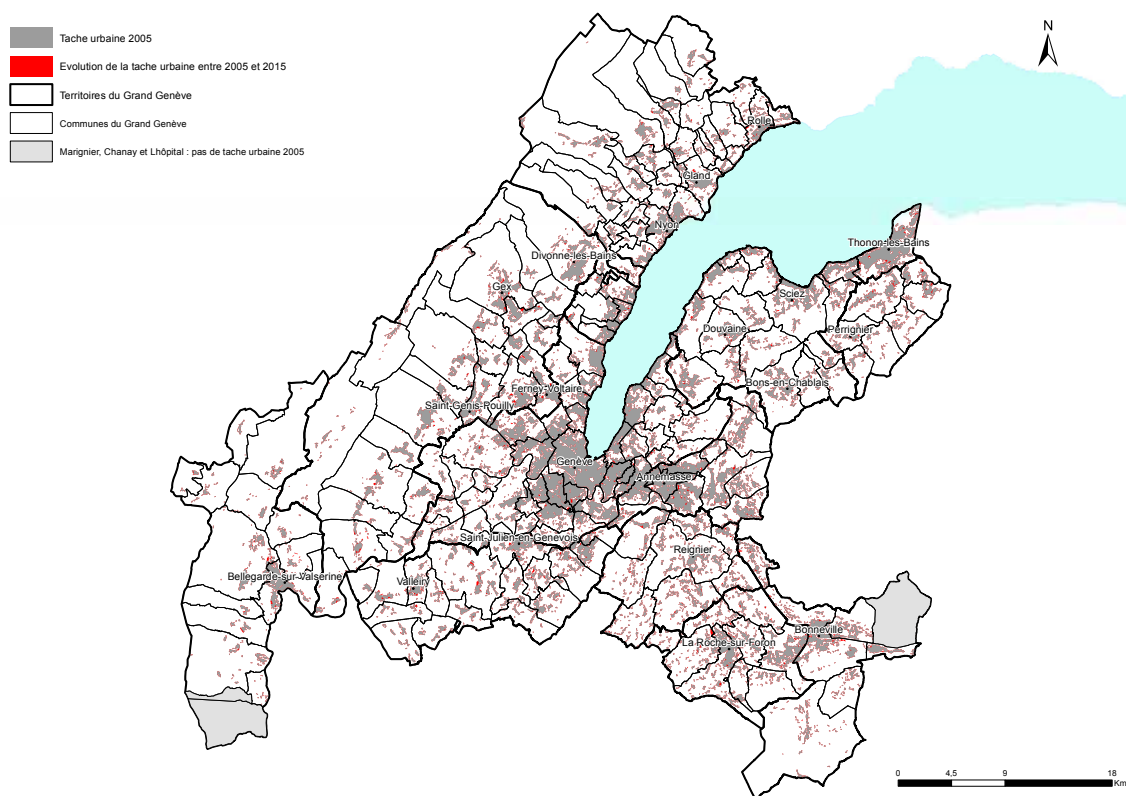 Tache urbaine 2005
Evolution de la tache urbaine entre 2005 et 2015
Territoires du Grand Genève
Communes du Grand Genève
Marignier, Chanay et Lhôpital : pas de tache urbaine 2005
N
Rolle
Gland
Nyon
Thonon-les-Bains
Divonne-les-Bains
Gex
Sciez
Douvaine
Perrignier
Bons-en-Chablais
Ferney-Voltaire
Saint-Genis-Pouilly
Genève
Annemasse
Saint-Julien-en-Genevois
Reignier
Bellegarde-sur-Valserine
Valleiry
Bonneville
La Roche-sur-Foron
0 4,5 9 18
Km